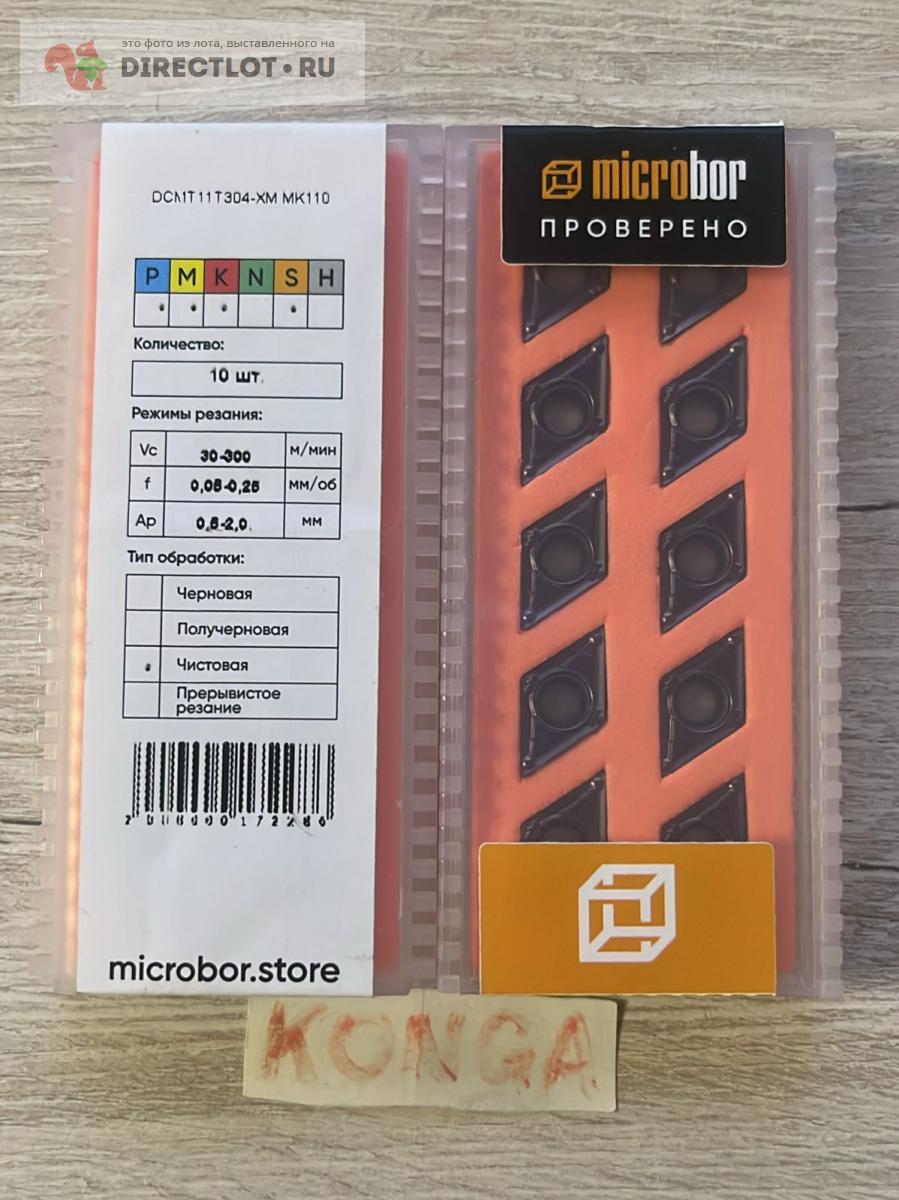 это фото из лота, выставленного на
DIRECTLOT•RU
DCMT11T304-XM MK110
P M K N S H
Количество:
10 шт.
Режимы резания:
Vc 30-300 м/мин
f 0,05-0,25 мм/об
Ap 0,5-2,0 мм
Тип обработки:
Черновая
Получерновая
Чистовая
Прерывистое
резание
microbor.store
microbor
ПРОВЕРЕНО
KONGA